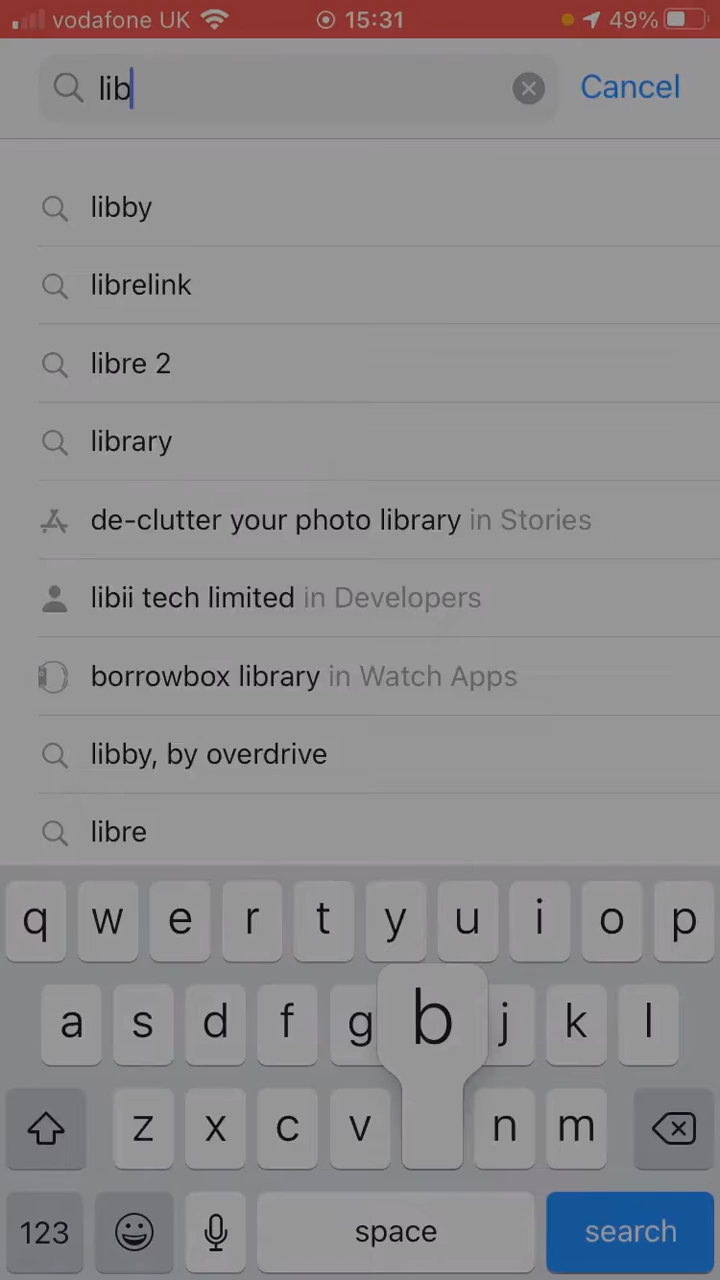 vodafone UK 15:31 49%
lib Cancel
libby
librelink
libre 2
library
de-clutter your photo library in Stories
libii tech limited in Developers
borrowbox library in Watch Apps
libby, by overdrive
libre
q w e r t y u i o p
a s d f g b j k l
z x c v n m
123 space search